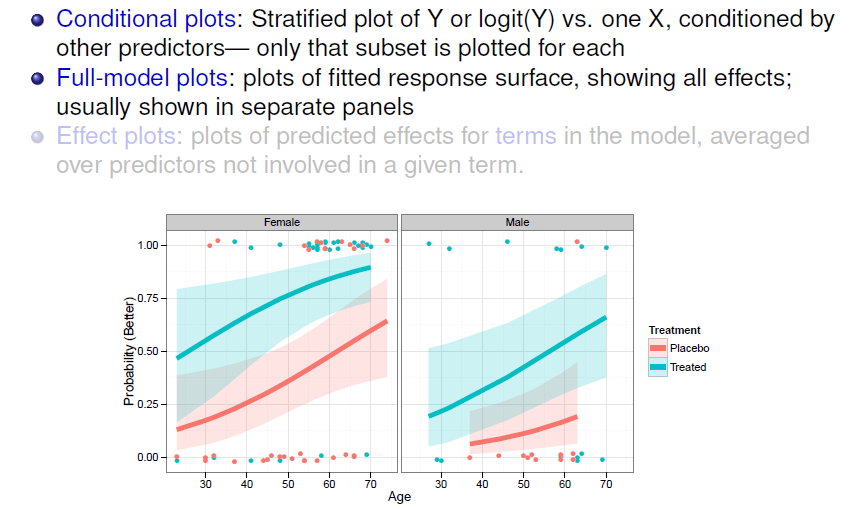 Conditional plots: Stratified plot of Y or logit(Y) vs. one X, conditioned by
other predictors— only that subset is plotted for each
Full-model plots: plots of fitted response surface, showing all effects;
usually shown in separate panels
Effect plots: plots of predicted effects for terms in the model, averaged
over predictors not involved in a given term.
Female
Male
1.00
0.75
0.50
0.25
0.00
Probability (Better)
30 40 50 60 70
30 40 50 60 70
Age
Treatment
Placebo
Treated